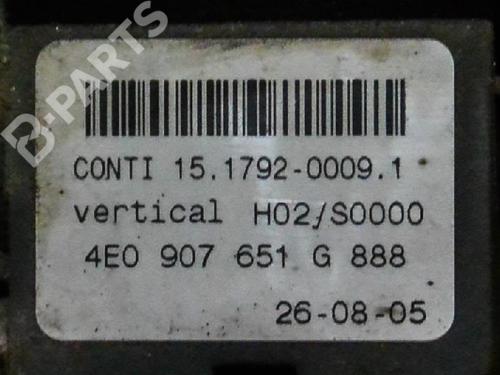 B-PARTS
CONTI 15.1792-0009.1
vertical H02/S0000
4E0 907 651 G 888
26-08-05